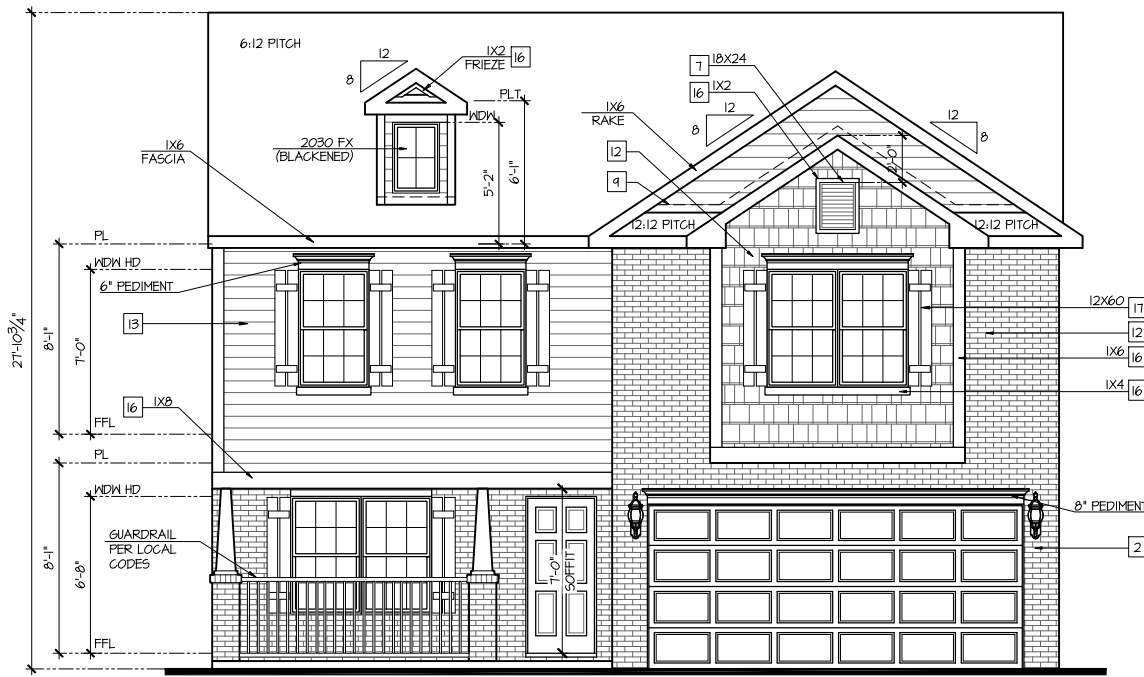 6:12 PITCH
12
8
1X2
FRIEZE
16
PLT
WDW
2030 FX
(BLACKENED)
5'-2"
6'-1"
1X6
FASCIA
7
18X24
16
1X2
12
8
12
8
1X6
RAKE
12
9
2'-0"
12:12 PITCH
12:12 PITCH
PL
WDW HD
6" PEDIMENT
27'-10 3/4"
8'-1"
7'-0"
13
12X60
17
12
1X6
16
1X4
16
16
1X8
FFL
PL
WDW HD
8" PEDIMENT
GUARDRAIL
PER LOCAL
CODES
8'-1"
6'-8"
7'-0"
SOFFIT
2
FFL